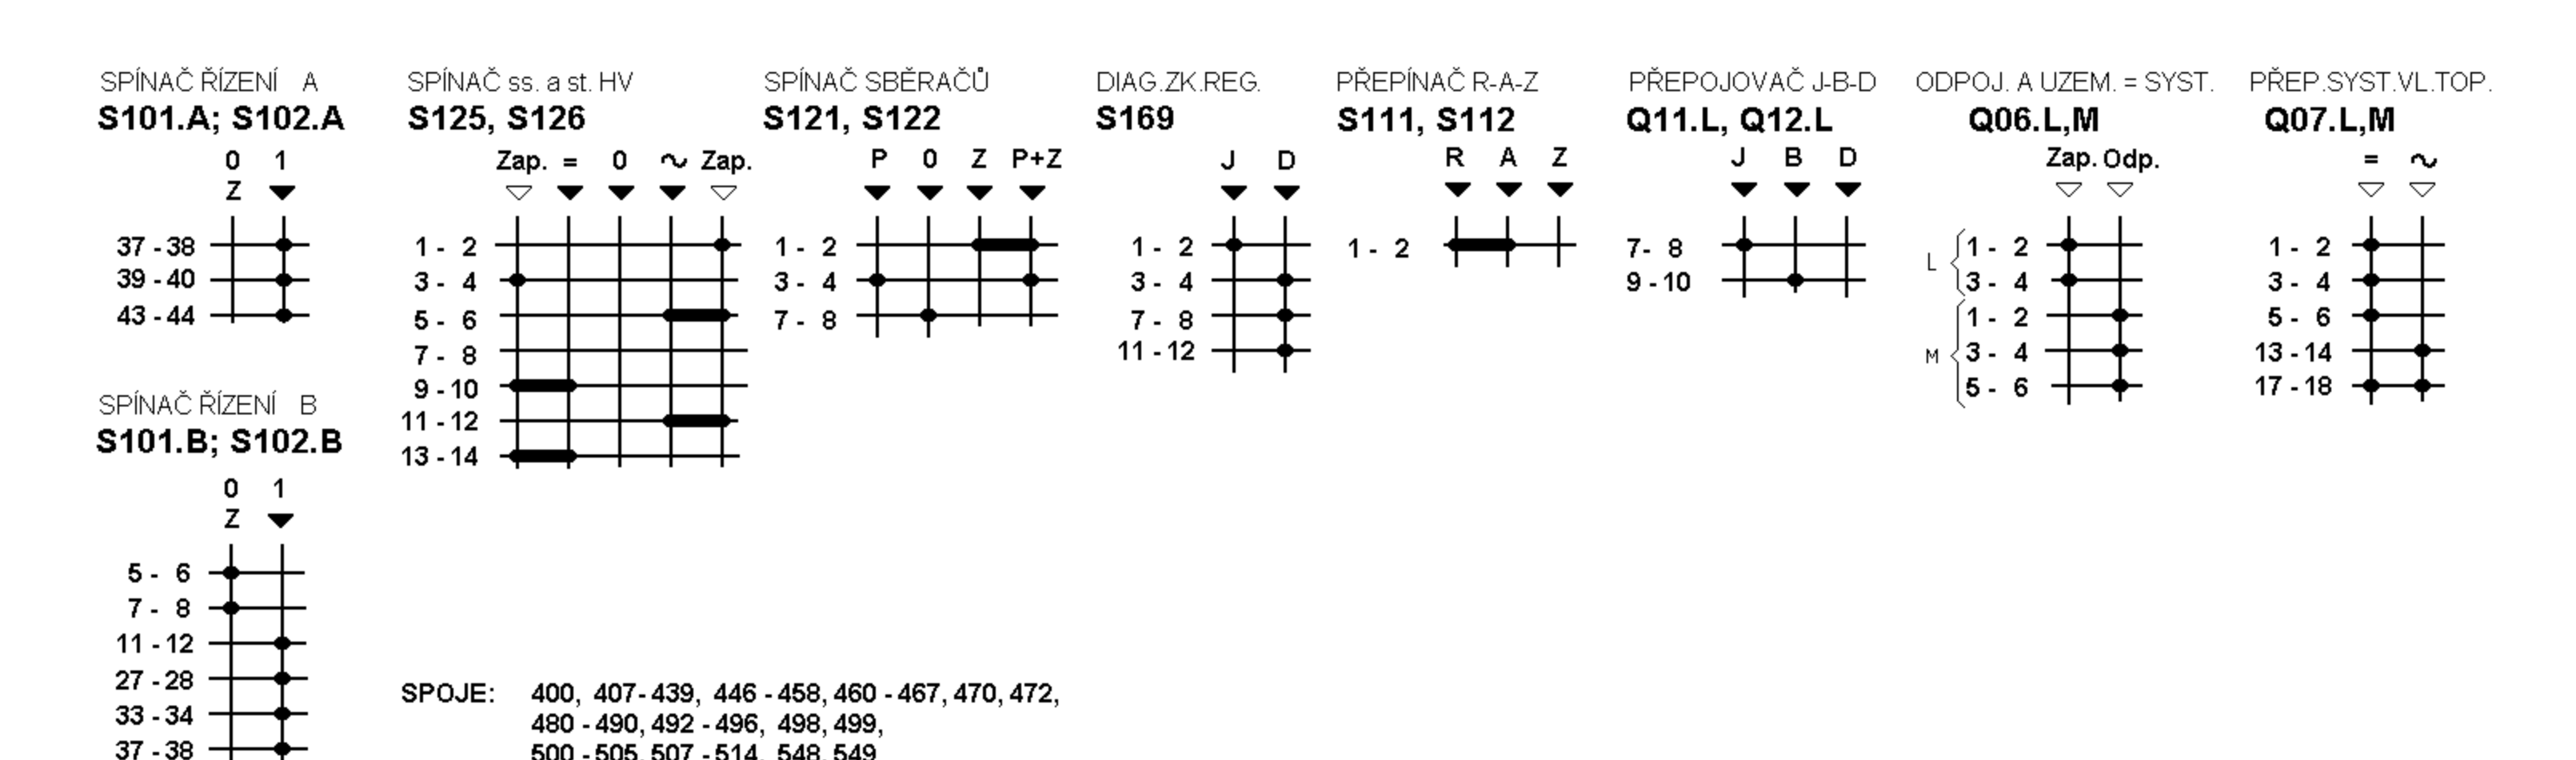 SPÍNAČ ŘÍZENÍ A
S101.A; S102.A
0 1
Z
37 - 38
39 - 40
43 - 44
SPÍNAČ ŘÍZENÍ B
S101.B; S102.B
0 1
Z
5 - 6
7 - 8
11 - 12
27 - 28
33 - 34
37 - 38
SPÍNAČ ss. a st. HV
S125, S126
Zap. = 0 ~ Zap.
1 - 2
3 - 4
5 - 6
7 - 8
9 - 10
11 - 12
13 - 14
SPÍNAČ SBĚRAČŮ
S121, S122
P 0 Z P+Z
1 - 2
3 - 4
7 - 8
DIAG.ZK.REG.
S169
J D
1 - 2
3 - 4
7 - 8
11 - 12
PŘEPÍNAČ R-A-Z
S111, S112
R A Z
1 - 2
PŘEPOJOVAČ J-B-D
Q11.L, Q12.L
J B D
7- 8
9 - 10
ODPOJ. A UZEM. = SYST.
Q06.L,M
Zap. Odp.
L
1 - 2
3 - 4
M
1 - 2
3 - 4
5 - 6
PŘEP.SYST.VL.TOP.
Q07.L,M
= ~
1 - 2
3 - 4
5 - 6
13 - 14
17 - 18
SPOJE: 400, 407- 439, 446 - 458, 460 - 467, 470, 472,
480 - 490, 492 - 496, 498, 499,
500 - 505, 507 - 514, 548, 549